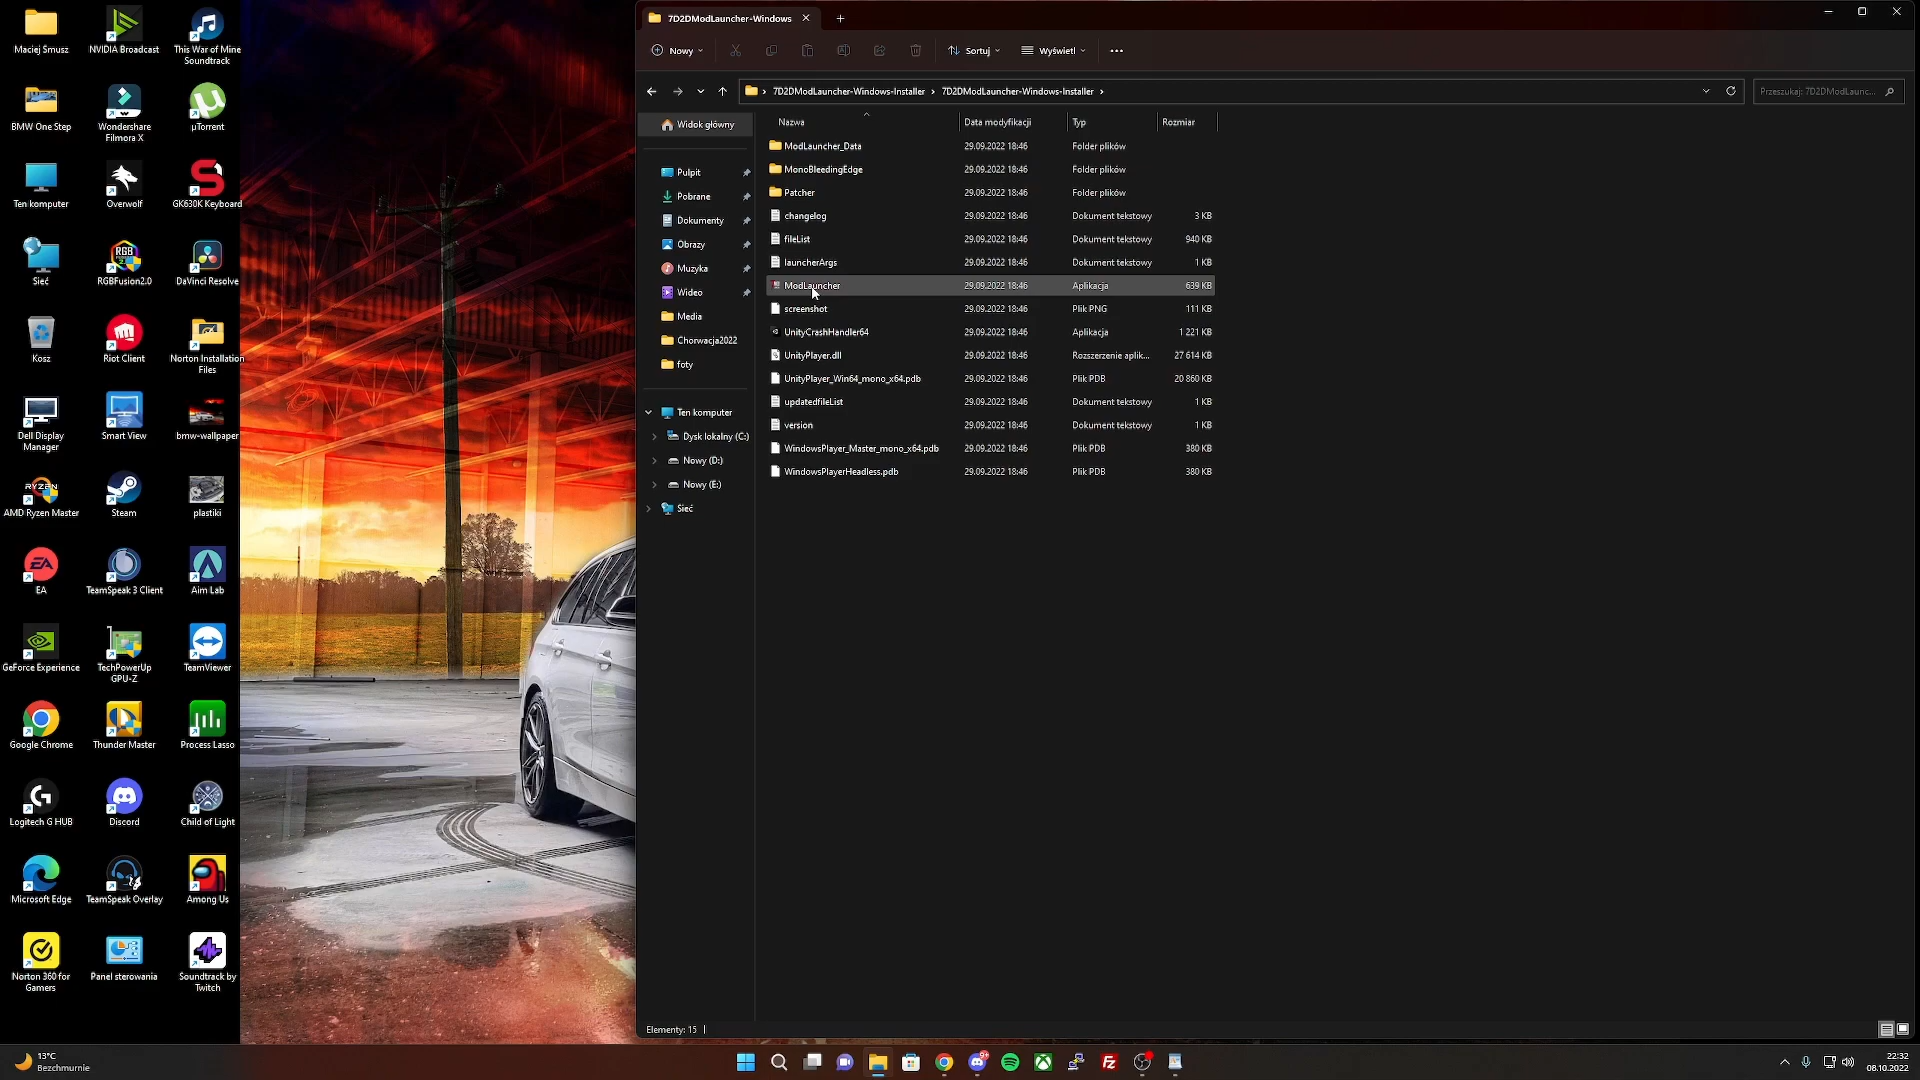 Maciej Smusz
NVIDIA Broadcast
This War of Mine
Soundtrack
BMW One Step
Wondershare
Filmora X
µTorrent
Ten komputer
Overwolf
GK630K Keyboard
Sieć
RGB
FUSION
RGBFusion2.0
DaVinci Resolve
Kosz
Riot Client
Norton Installation
Files
Dell Display
Manager
Smart View
bmw-wallpaper
RYZEN
AMD Ryzen Master
Steam
plastiki
EA
EA
TeamSpeak 3 Client
Aim Lab
GeForce Experience
TechPowerUp
GPU-Z
TeamViewer
Google Chrome
Thunder Master
Process Lasso
Logitech G HUB
Discord
Child of Light
Microsoft Edge
TeamSpeak Overlay
Among Us
Norton 360 for
Gamers
Panel sterowania
Soundtrack by
Twitch
7D2DModLauncher-Windows
Nowy
Sortuj
Wyświetl
7D2DModLauncher-Windows-Installer › 7D2DModLauncher-Windows-Installer ›
Przeszukaj: 7D2DModLaunc...
Widok główny
Pulpit
Pobrane
Dokumenty
Obrazy
Muzyka
Wideo
Media
Chorwacja2022
foty
Ten komputer
Dysk lokalny (C:)
Nowy (D:)
Nowy (E:)
Sieć
Nazwa Data modyfikacji Typ Rozmiar
ModLauncher_Data 29.09.2022 18:46 Folder plików
MonoBleedingEdge 29.09.2022 18:46 Folder plików
Patcher 29.09.2022 18:46 Folder plików
changelog 29.09.2022 18:46 Dokument tekstowy 3 KB
fileList 29.09.2022 18:46 Dokument tekstowy 940 KB
launcherArgs 29.09.2022 18:46 Dokument tekstowy 1 KB
ModLauncher 29.09.2022 18:46 Aplikacja 639 KB
screenshot 29.09.2022 18:46 Plik PNG 111 KB
UnityCrashHandler64 29.09.2022 18:46 Aplikacja 1 221 KB
UnityPlayer.dll 29.09.2022 18:46 Rozszerzenie aplik... 27 614 KB
UnityPlayer_Win64_mono_x64.pdb 29.09.2022 18:46 Plik PDB 20 860 KB
updatedfileList 29.09.2022 18:46 Dokument tekstowy 1 KB
version 29.09.2022 18:46 Dokument tekstowy 1 KB
WindowsPlayer_Master_mono_x64.pdb 29.09.2022 18:46 Plik PDB 380 KB
WindowsPlayerHeadless.pdb 29.09.2022 18:46 Plik PDB 380 KB
Elementy: 15
13°C
Bezchmurnie
22:32
08.10.2022